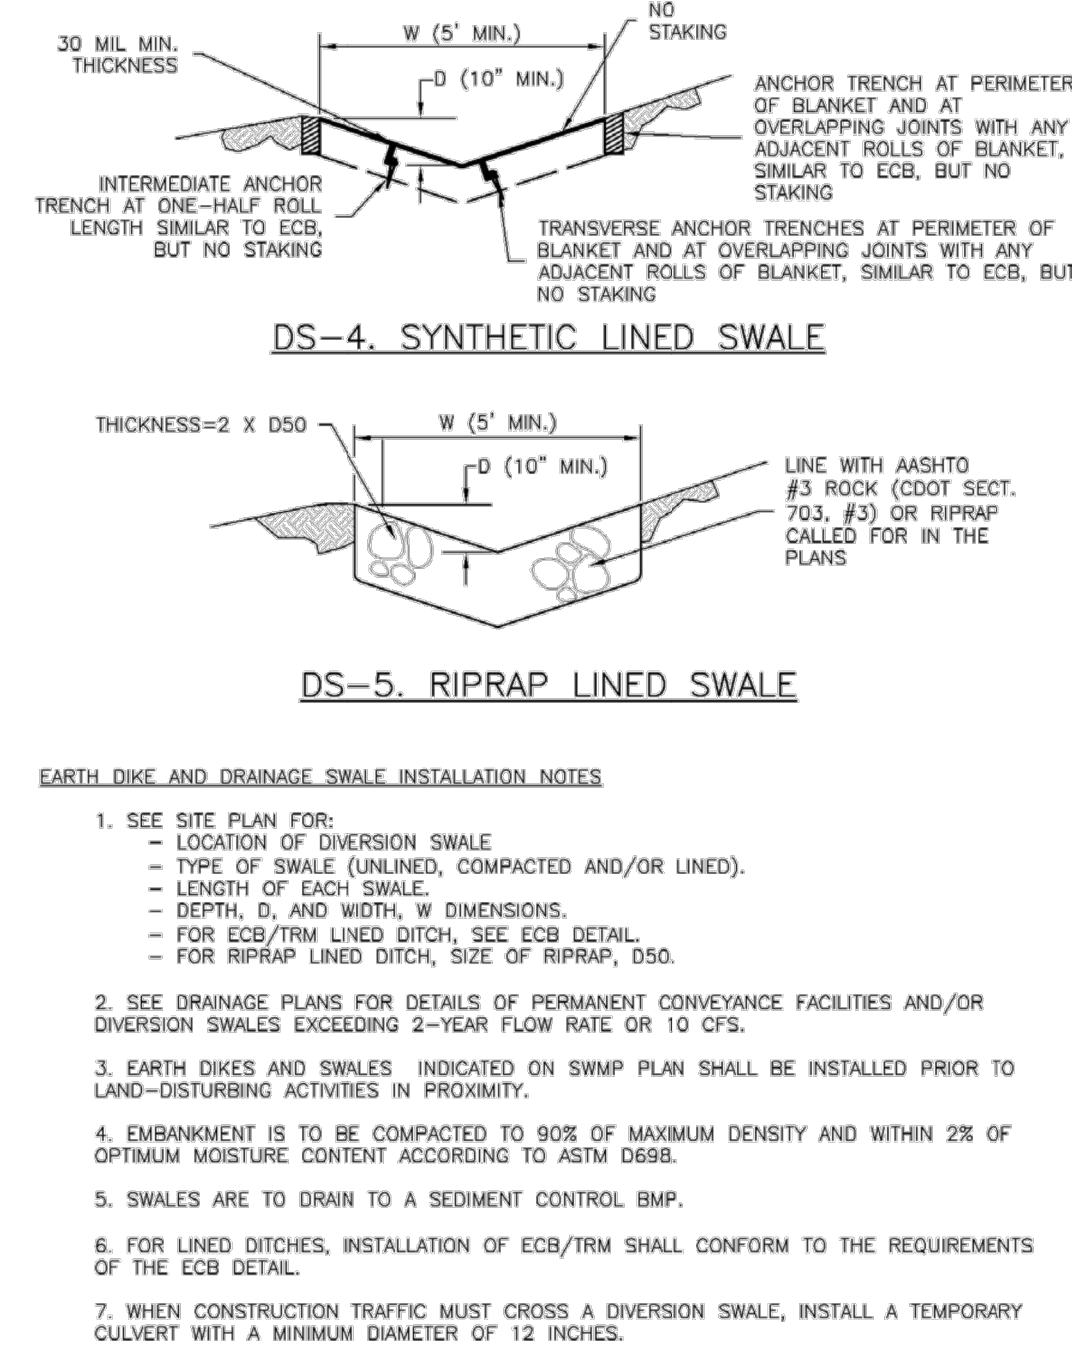 NO
STAKING
W (5' MIN.)
30 MIL MIN.
THICKNESS
D (10" MIN.)
ANCHOR TRENCH AT PERIMETER
OF BLANKET AND AT
OVERLAPPING JOINTS WITH ANY
ADJACENT ROLLS OF BLANKET,
SIMILAR TO ECB, BUT NO
STAKING
INTERMEDIATE ANCHOR
TRENCH AT ONE-HALF ROLL
LENGTH SIMILAR TO ECB,
BUT NO STAKING
TRANSVERSE ANCHOR TRENCHES AT PERIMETER OF
BLANKET AND AT OVERLAPPING JOINTS WITH ANY
ADJACENT ROLLS OF BLANKET, SIMILAR TO ECB, BUT
NO STAKING
DS-4. SYNTHETIC LINED SWALE
THICKNESS=2 X D50
W (5' MIN.)
D (10" MIN.)
LINE WITH AASHTO
#3 ROCK (CDOT SECT.
703, #3) OR RIPRAP
CALLED FOR IN THE
PLANS
DS-5. RIPRAP LINED SWALE
EARTH DIKE AND DRAINAGE SWALE INSTALLATION NOTES
1. SEE SITE PLAN FOR:
- LOCATION OF DIVERSION SWALE
- TYPE OF SWALE (UNLINED, COMPACTED AND/OR LINED).
- LENGTH OF EACH SWALE.
- DEPTH, D, AND WIDTH, W DIMENSIONS.
- FOR ECB/TRM LINED DITCH, SEE ECB DETAIL.
- FOR RIPRAP LINED DITCH, SIZE OF RIPRAP, D50.
2. SEE DRAINAGE PLANS FOR DETAILS OF PERMANENT CONVEYANCE FACILITIES AND/OR
DIVERSION SWALES EXCEEDING 2-YEAR FLOW RATE OR 10 CFS.
3. EARTH DIKES AND SWALES INDICATED ON SWMP PLAN SHALL BE INSTALLED PRIOR TO
LAND-DISTURBING ACTIVITIES IN PROXIMITY.
4. EMBANKMENT IS TO BE COMPACTED TO 90% OF MAXIMUM DENSITY AND WITHIN 2% OF
OPTIMUM MOISTURE CONTENT ACCORDING TO ASTM D698.
5. SWALES ARE TO DRAIN TO A SEDIMENT CONTROL BMP.
6. FOR LINED DITCHES, INSTALLATION OF ECB/TRM SHALL CONFORM TO THE REQUIREMENTS
OF THE ECB DETAIL.
7. WHEN CONSTRUCTION TRAFFIC MUST CROSS A DIVERSION SWALE, INSTALL A TEMPORARY
CULVERT WITH A MINIMUM DIAMETER OF 12 INCHES.